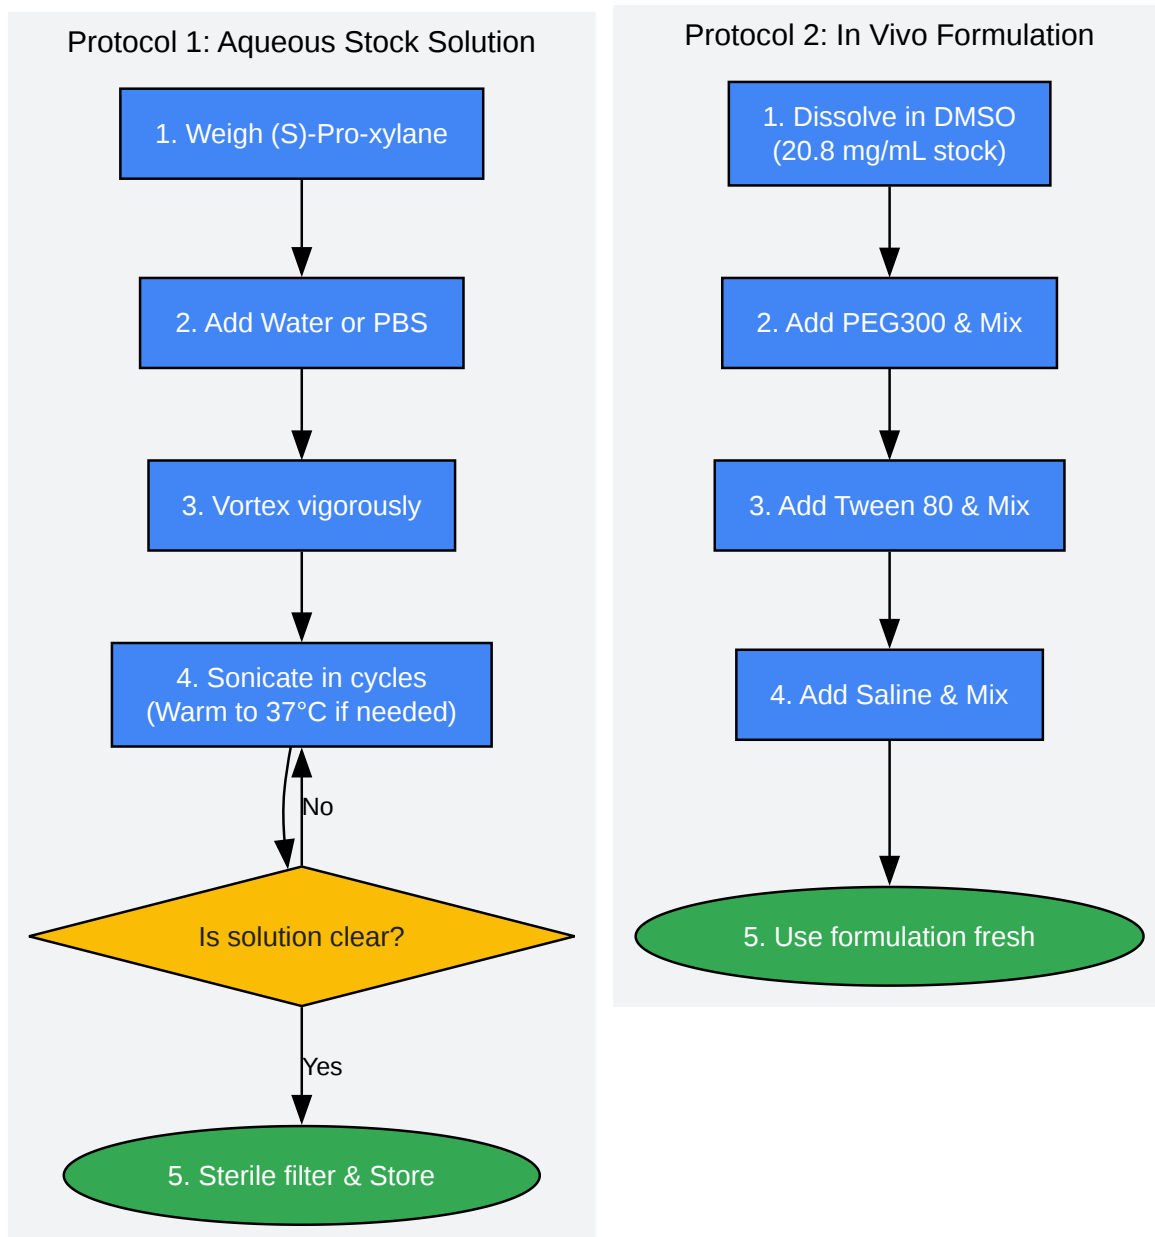 Protocol 1: Aqueous Stock Solution
1. Weigh (S)-Pro-xylane
2. Add Water or PBS
3. Vortex vigorously
4. Sonicate in cycles
(Warm to 37°C if needed)
No
Is solution clear?
Yes
5. Sterile filter & Store
Protocol 2: In Vivo Formulation
1. Dissolve in DMSO
(20.8 mg/mL stock)
2. Add PEG300 & Mix
3. Add Tween 80 & Mix
4. Add Saline & Mix
5. Use formulation fresh